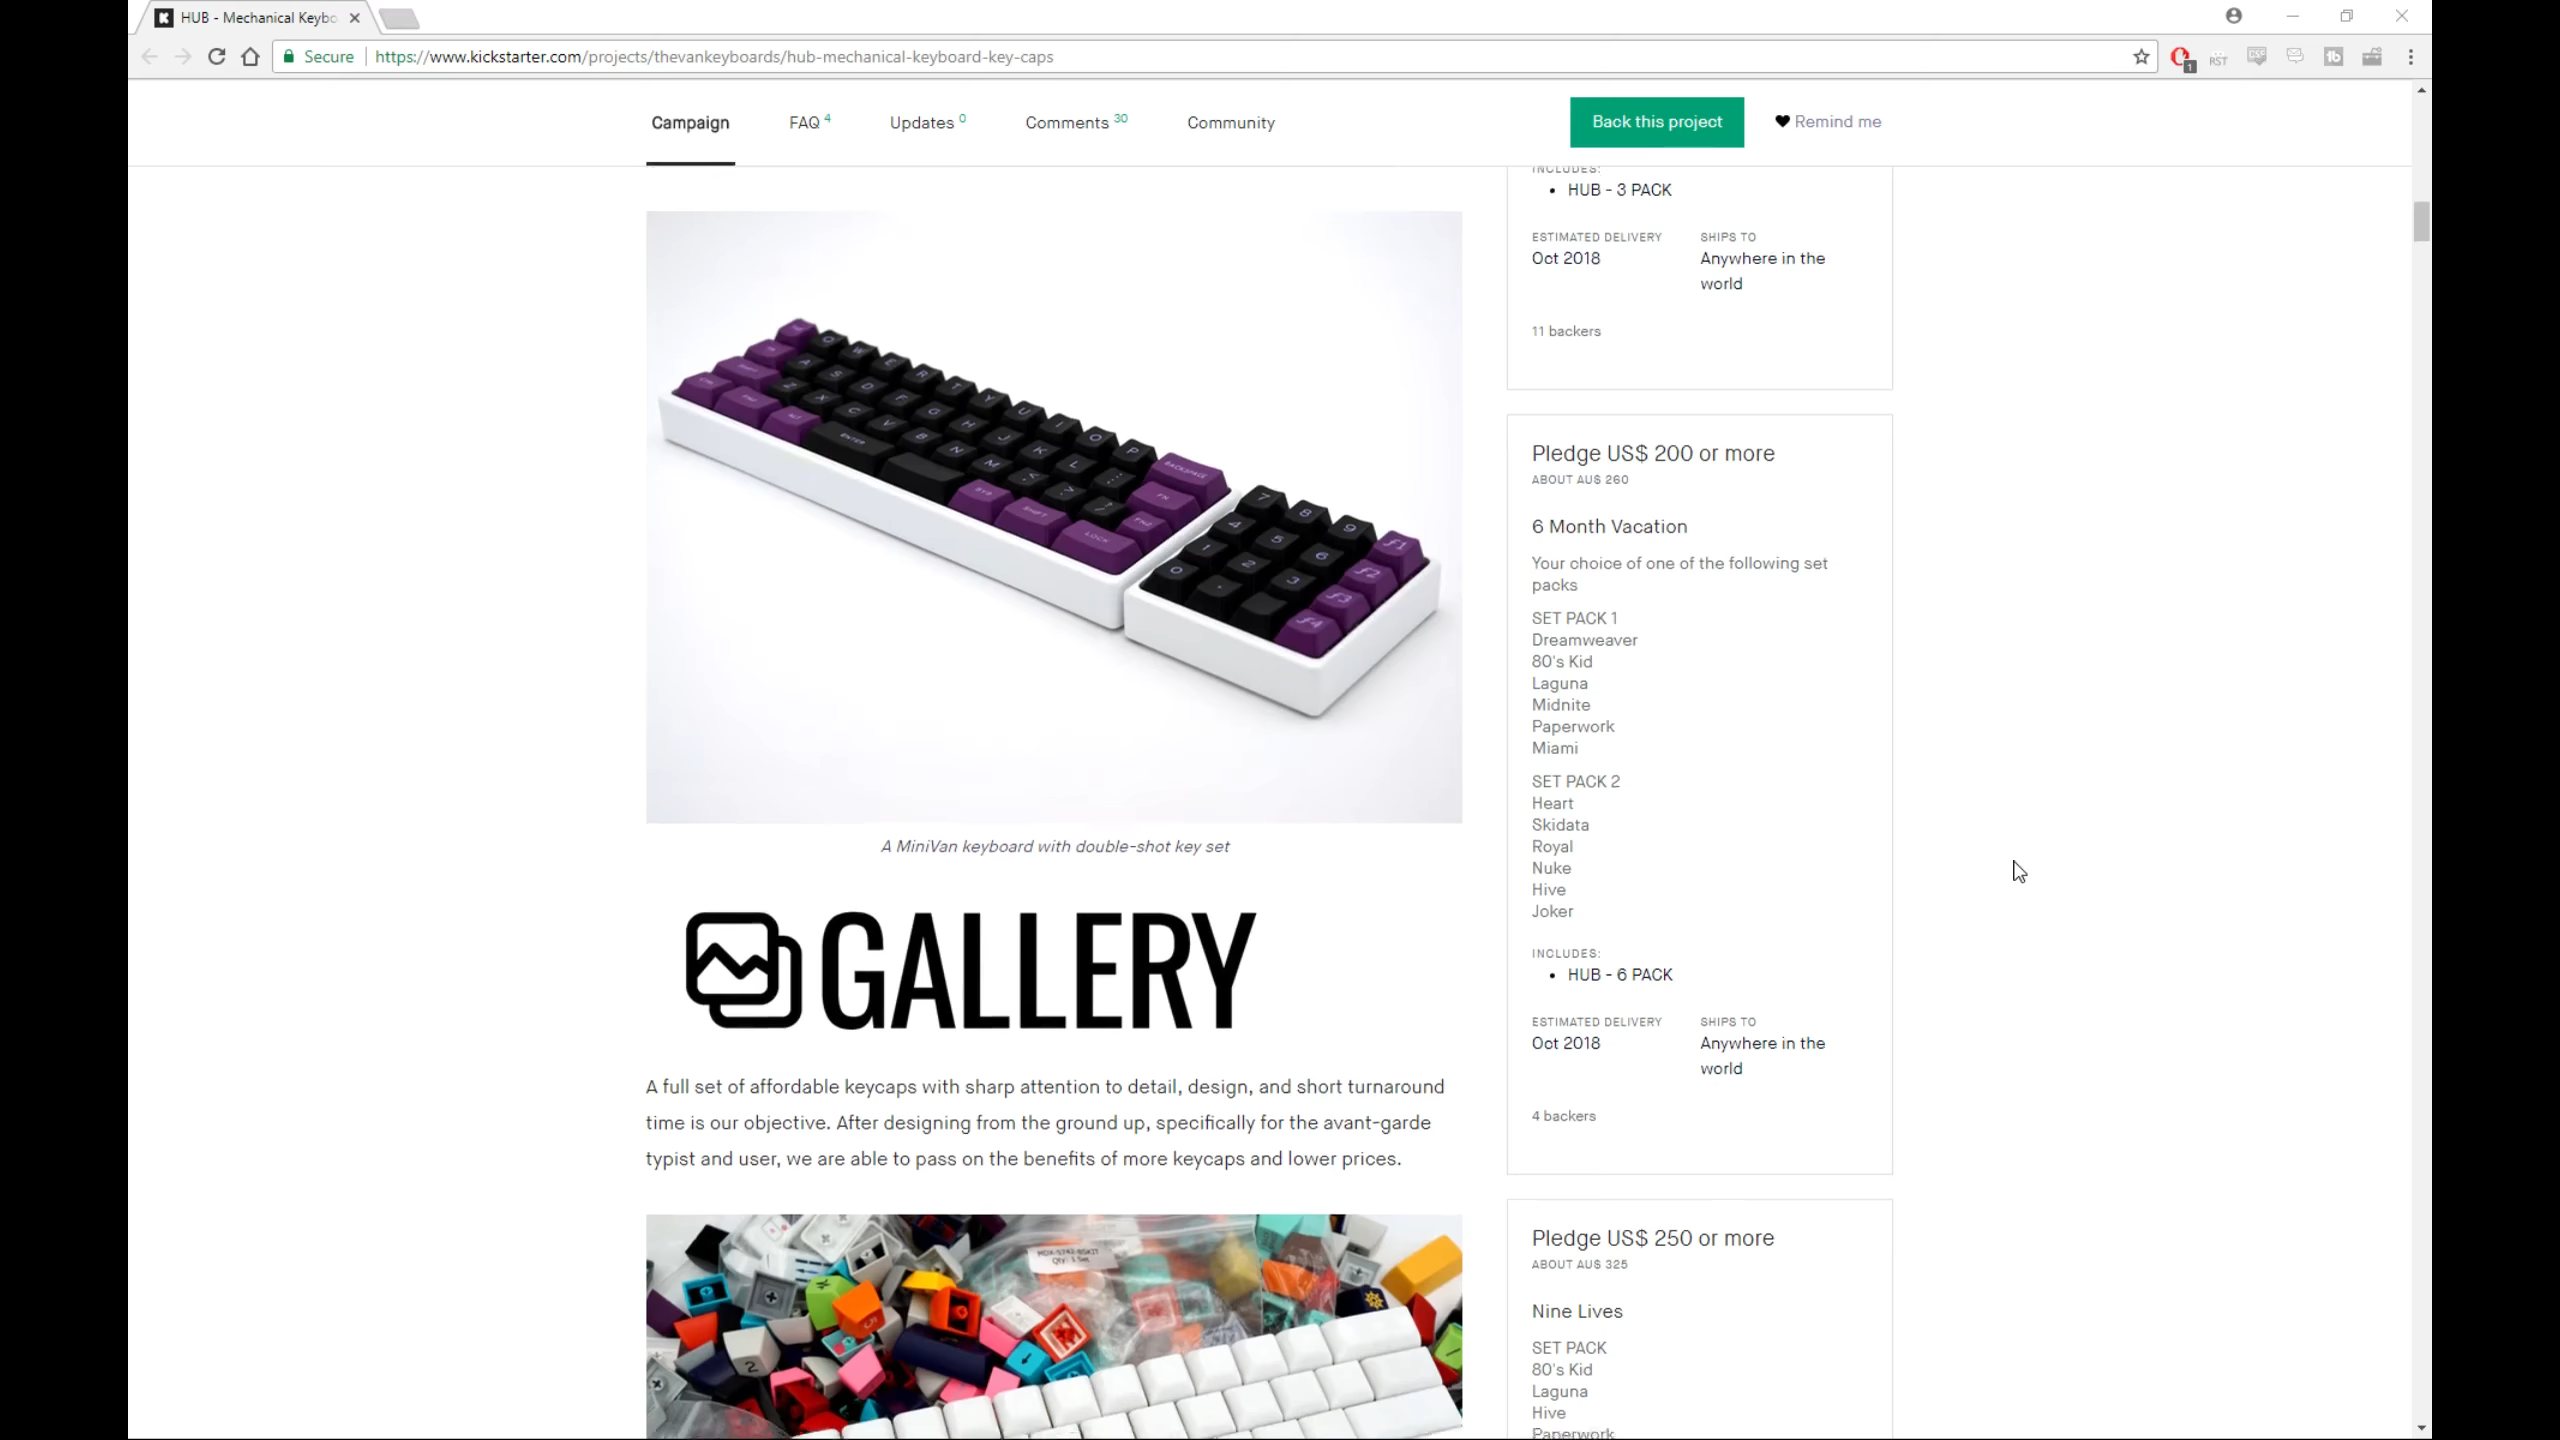 HUB - Mechanical Keybo
Secure
https://www.kickstarter.com/projects/thevankeyboards/hub-mechanical-keyboard-key-caps
1
RST
Campaign
FAQ 4
Updates 0
Comments 30
Community
Back this project
Remind me
INCLUDES:
• HUB - 3 PACK
ESTIMATED DELIVERY
Oct 2018
SHIPS TO
Anywhere in the
world
11 backers
A MiniVan keyboard with double-shot key set
GALLERY
A full set of affordable keycaps with sharp attention to detail, design, and short turnaround
time is our objective. After designing from the ground up, specifically for the avant-garde
typist and user, we are able to pass on the benefits of more keycaps and lower prices.
Pledge US$ 200 or more
ABOUT AU$ 260
6 Month Vacation
Your choice of one of the following set
packs
SET PACK 1
Dreamweaver
80's Kid
Laguna
Midnite
Paperwork
Miami
SET PACK 2
Heart
Skidata
Royal
Nuke
Hive
Joker
INCLUDES:
• HUB - 6 PACK
ESTIMATED DELIVERY
Oct 2018
SHIPS TO
Anywhere in the
world
4 backers
Pledge US$ 250 or more
ABOUT AU$ 325
Nine Lives
SET PACK
80's Kid
Laguna
Hive
Paperwork